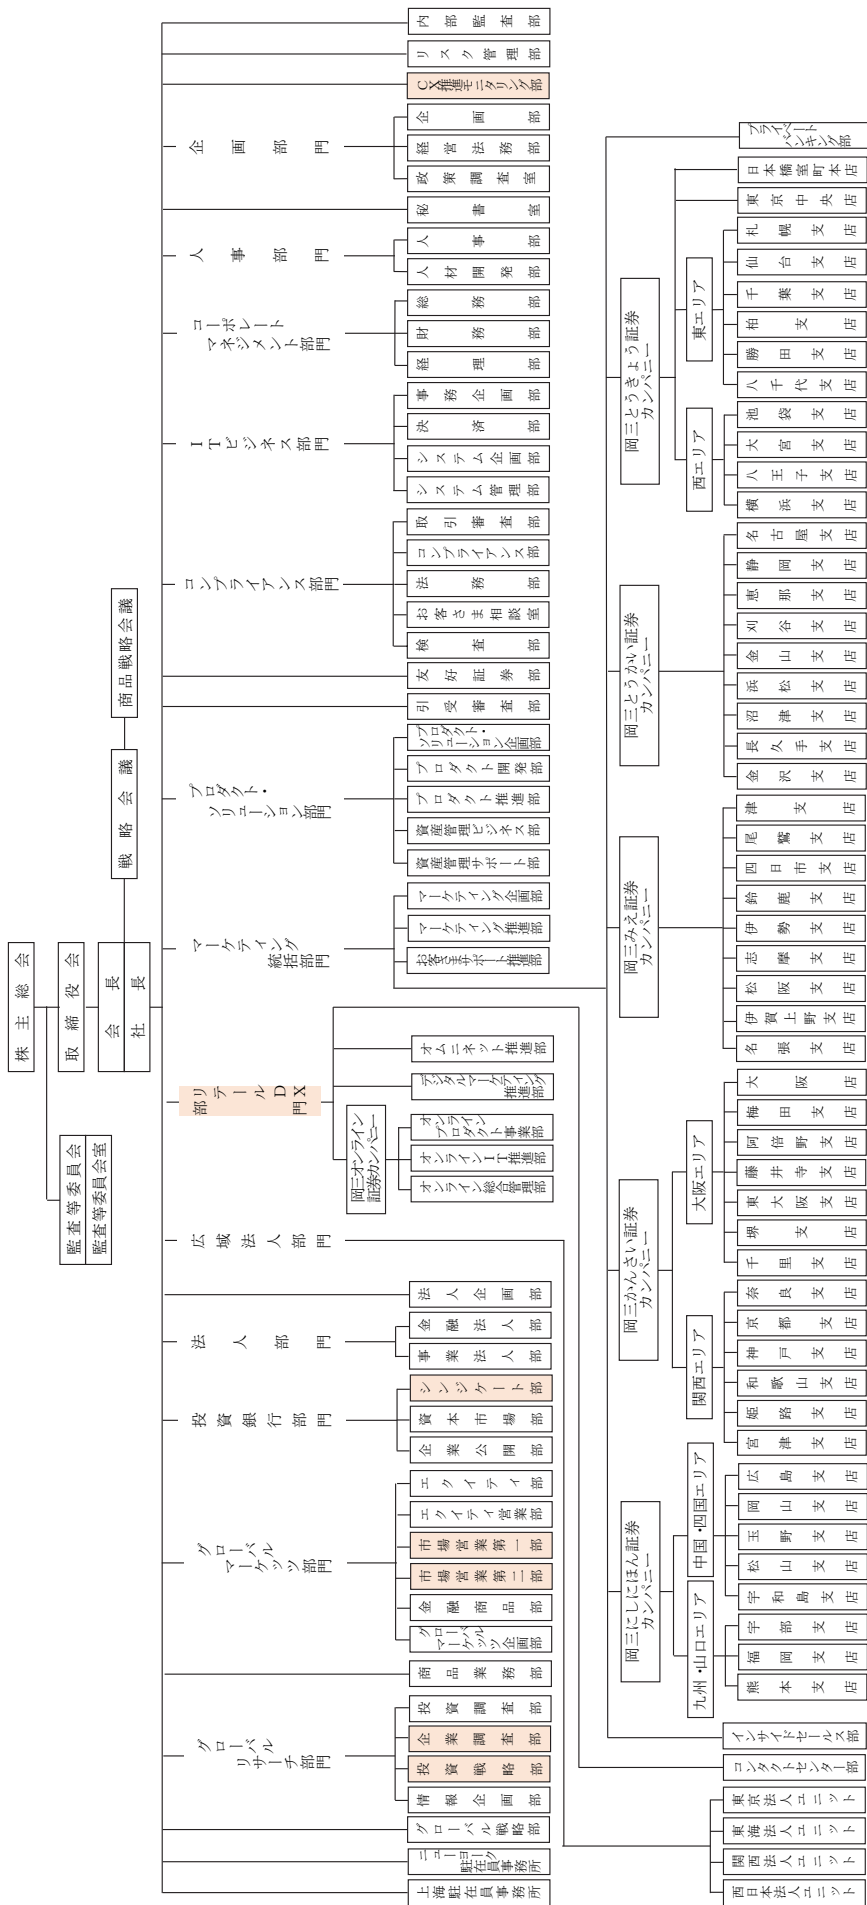 株主総会
取締役会
会長
社長
監査等委員会
監査等委員会室
戦略会議
商品戦略会議
内部監査部
リスク管理部
CX推進モニタリング部
企画部門
企画部
経営法務部
政策調査室
秘書室
人事部門
人事部
人材開発部
コーポレート
マネジメント部門
総務部
財務部
経理部
ITビジネス部門
事務企画部
決済部
システム企画部
システム管理部
コンプライアンス部門
取引審査部
コンプライアンス部
法務部
お客さま相談室
検査部
友好証券部
引受審査部
プロダクト・
ソリューション部門
プロダクト・
ソリューション企画部
プロダクト開発部
プロダクト推進部
資産管理ビジネス部
資産管理サポート部
マーケティング
統括部門
マーケティング企画部
マーケティング推進部
お客さまサポート推進部
リテールDX
部門
オムニネット推進部
デジタルマーケティング
推進部
岡三オンライン
証券カンパニー
オンライン
プロダクト事業部
オンラインIT推進部
オンライン総合管理部
広域法人部門
法人企画部
法人部門
金融法人部
事業法人部
投資銀行部門
シンジケート部
資本市場部
企業公開部
グローバル
マーケッツ部門
エクイティ部
エクイティ営業部
市場営業第一部
市場営業第二部
金融商品部
グローバル
マーケッツ企画部
商品業務部
グローバル
リサーチ部門
投資調査部
企業調査部
投資戦略部
情報企画部
グローバル戦略部
ニューヨーク
駐在員事務所
上海駐在員事務所
プライベート
バンキング部
岡三とうきょう証券
カンパニー
日本橋室町本店
東京中央店
東エリア
札幌支店
仙台支店
千葉支店
柏支店
勝田支店
八千代支店
西エリア
池袋支店
大宮支店
八王子支店
横浜支店
岡三とうかい証券
カンパニー
名古屋支店
静岡支店
恵那支店
刈谷支店
金山支店
浜松支店
沼津支店
長久手支店
金沢支店
岡三みえ証券
カンパニー
津支店
尾鷲支店
四日市支店
鈴鹿支店
伊勢支店
志摩支店
松阪支店
伊賀上野支店
名張支店
岡三かんさい証券
カンパニー
大阪エリア
大阪店
梅田支店
阿倍野支店
藤井寺支店
東大阪支店
堺支店
千里支店
関西エリア
奈良支店
京都支店
神戸支店
和歌山支店
姫路支店
宮津支店
岡三にしにほん証券
カンパニー
中国・四国エリア
広島支店
岡山支店
玉野支店
松山支店
宇和島支店
九州・山口エリア
宇部支店
福岡支店
熊本支店
インサイドセールス部
コンタクトセンター部
東京法人ユニット
東海法人ユニット
関西法人ユニット
西日本法人ユニット